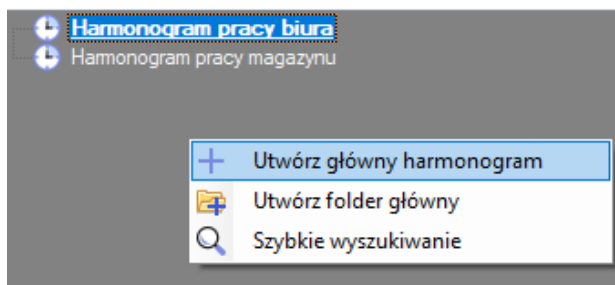 Harmonogram pracy biura
Harmonogram pracy magazynu
Utwórz główny harmonogram
Utwórz folder główny
Szybkie wyszukiwanie